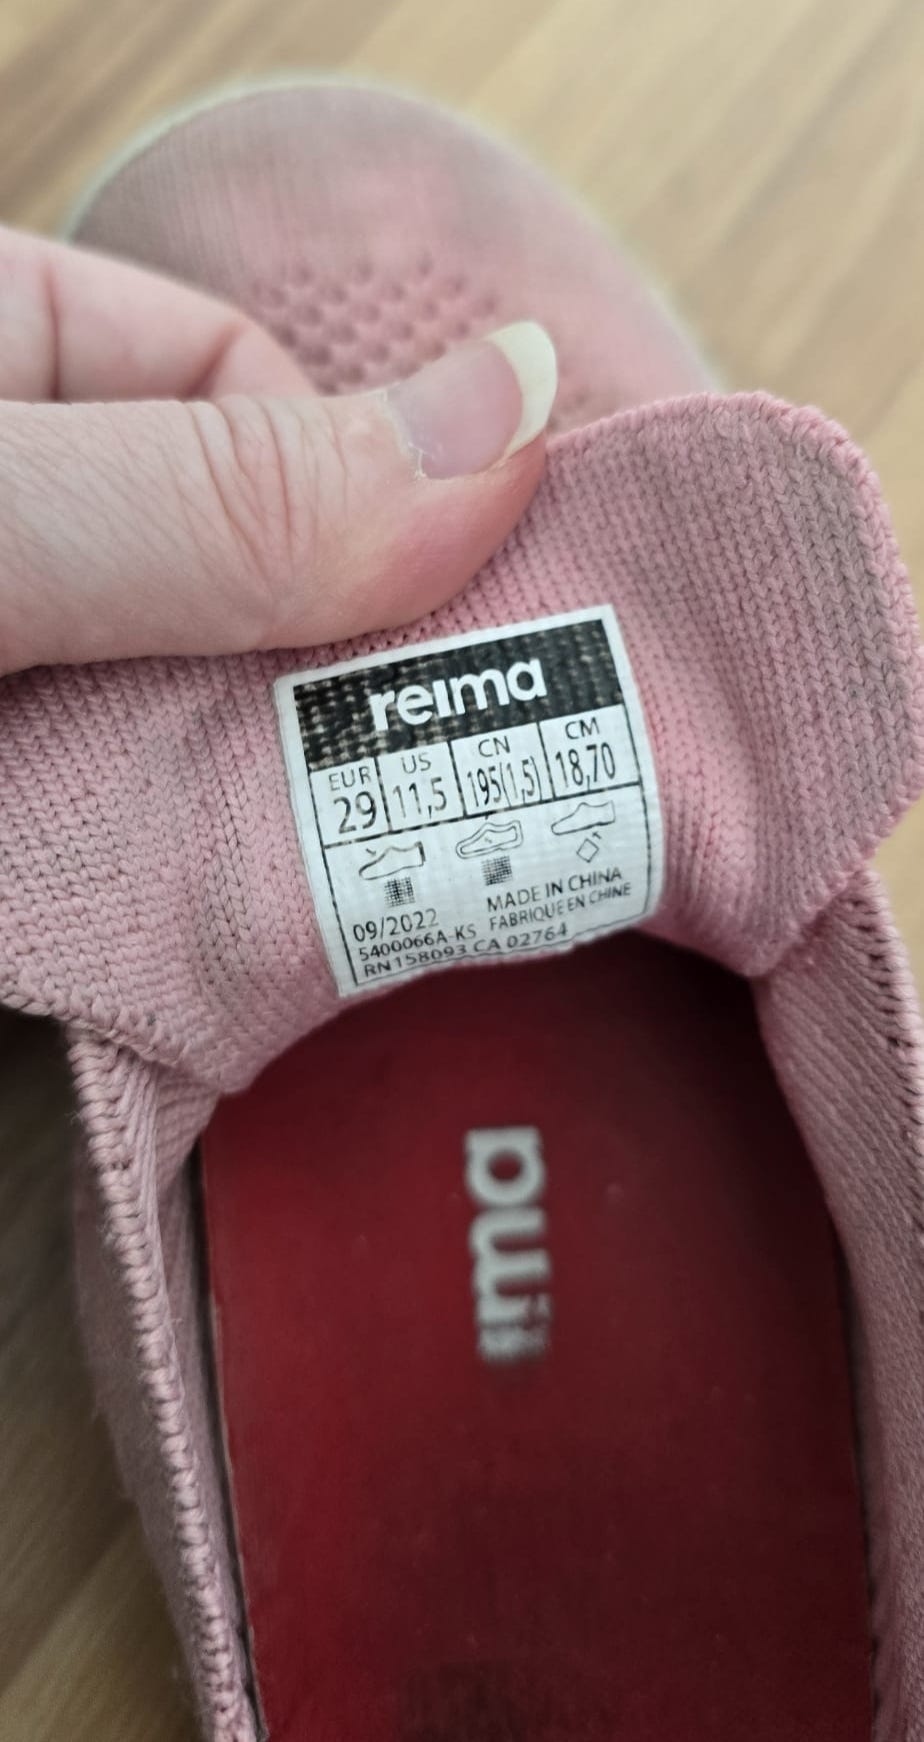 reima
EUR US CN CM
29 11,5 195(1,5) 18,70
09/2022 MADE IN CHINA
5400066A-KS FABRIQUE EN CHINE
RN158093 CA 02764
ima